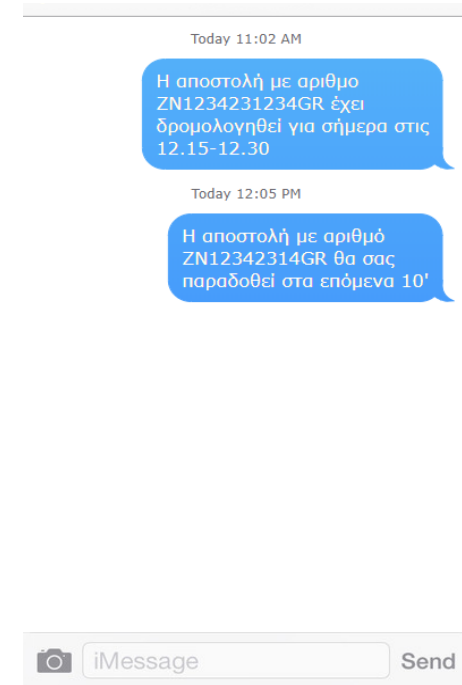 Today 11:02 AM
Η αποστολή με αριθμο
ZN1234231234GR έχει
δρομολογηθεί για σήμερα στις
12.15-12.30
Today 12:05 PM
Η αποστολή με αριθμό
ZN12342314GR θα σας
παραδοθεί στα επόμενα 10'
iMessage
Send